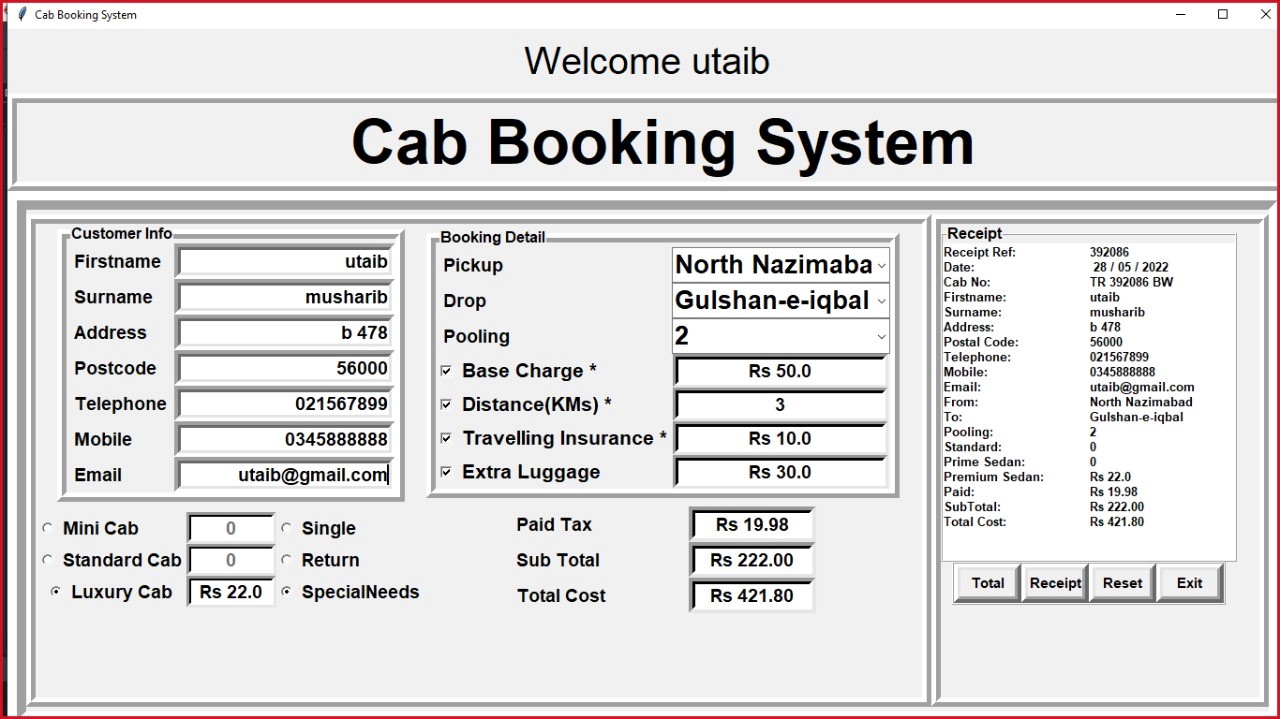 Cab Booking System
Welcome utaib
Cab Booking System
Customer Info
Firstname utaib
Surname musharib
Address b 478
Postcode 56000
Telephone 021567899
Mobile 0345888888
Email utaib@gmail.com
Mini Cab 0 Single
Standard Cab 0 Return
Luxury Cab Rs 22.0 SpecialNeeds
Booking Detail
Pickup North Nazimaba
Drop Gulshan-e-iqbal
Pooling 2
Base Charge * Rs 50.0
Distance(KMs) * 3
Travelling Insurance * Rs 10.0
Extra Luggage Rs 30.0
Paid Tax Rs 19.98
Sub Total Rs 222.00
Total Cost Rs 421.80
Receipt
Receipt Ref: 392086
Date: 28 / 05 / 2022
Cab No: TR 392086 BW
Firstname: utaib
Surname: musharib
Address: b 478
Postal Code: 56000
Telephone: 021567899
Mobile: 0345888888
Email: utaib@gmail.com
From: North Nazimabad
To: Gulshan-e-iqbal
Pooling: 2
Standard: 0
Prime Sedan: 0
Premium Sedan: Rs 22.0
Paid: Rs 19.98
SubTotal: Rs 222.00
Total Cost: Rs 421.80
Total Receipt Reset Exit